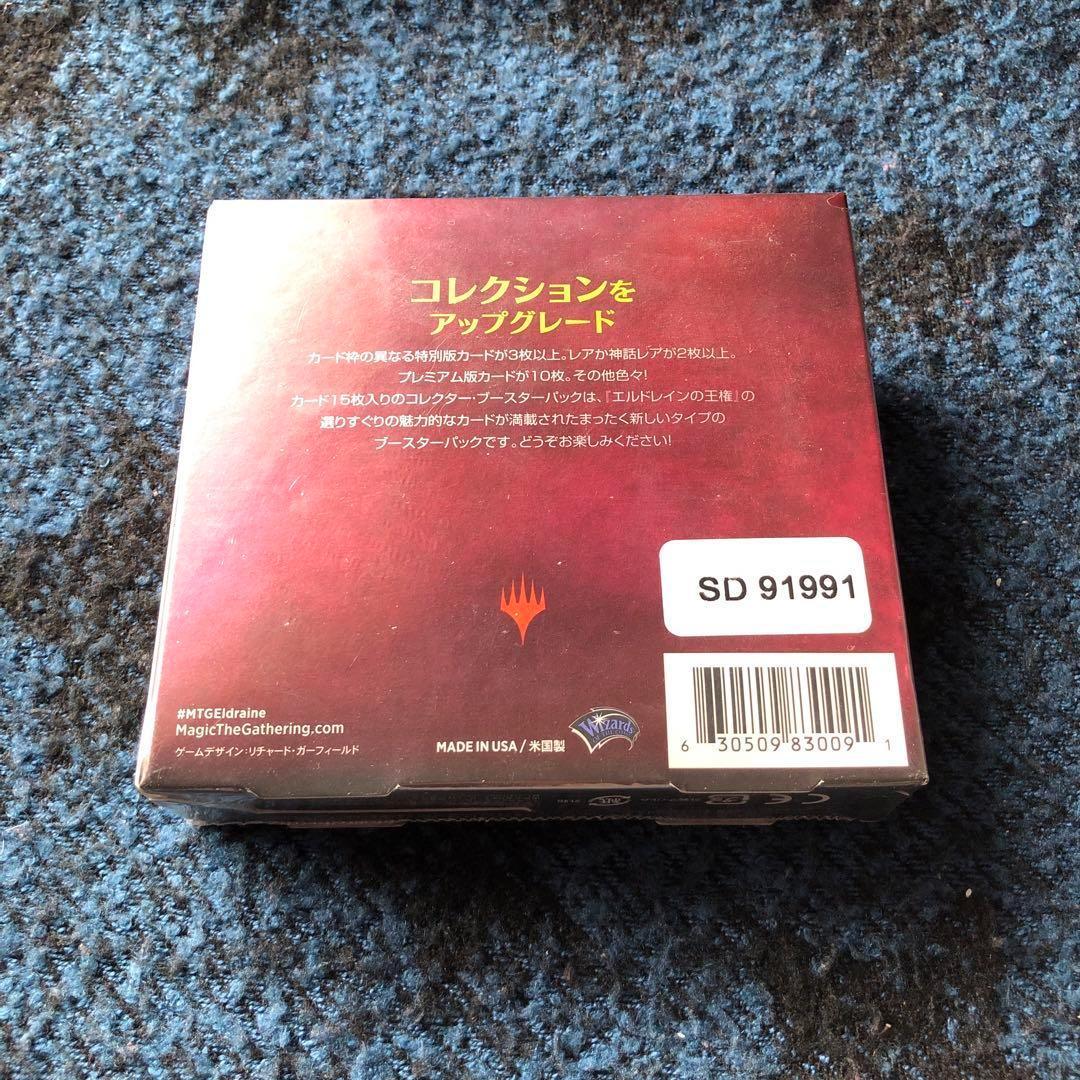 コレクションを
アップグレード
カード枠の異なる特別版カードが3枚以上。レアか神話レアが2枚以上。
プレミアム版カードが10枚。その他色々!
カード15枚入りのコレクター・ブースターパックは、『エルドレインの王権』の
選りすぐりの魅力的なカードが満載されたまったく新しいタイプの
ブースターパックです。どうぞお楽しみください!
SD 91991
#MTGEldraine
MagicTheGathering.com
ゲームデザイン:リチャード・ガーフィールド
MADE IN USA / 米国製
Wizards
6 30509 83009 1